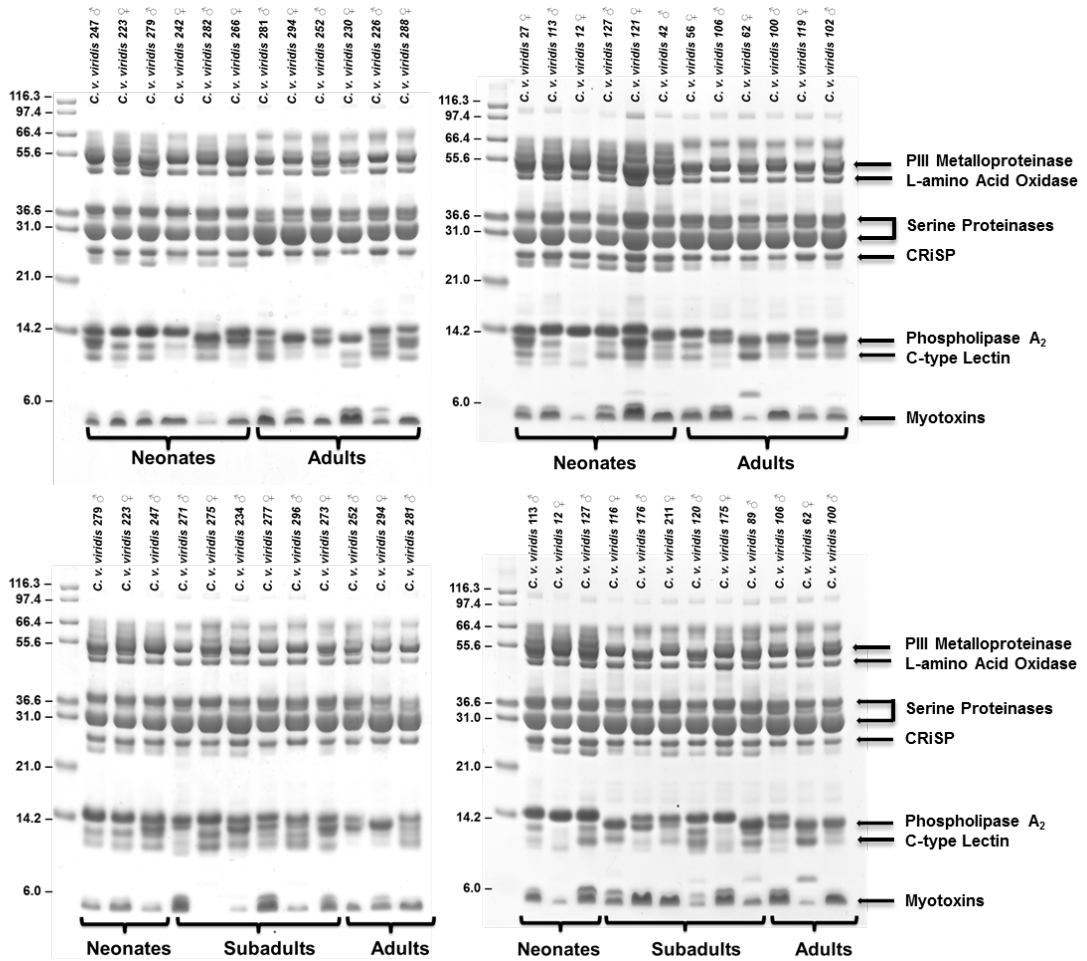 C. v. viridis 247 ♂
C. v. viridis 223 ♀
C. v. viridis 279 ♂
C. v. viridis 242 ♀
C. v. viridis 282 ♂
C. v. viridis 266 ♀
C. v. viridis 281 ♂
C. v. viridis 294 ♀
C. v. viridis 252 ♂
C. v. viridis 230 ♀
C. v. viridis 226 ♂
C. v. viridis 288 ♀
116.3
97.4
66.4
55.6
36.6
31.0
21.0
14.2
6.0
Neonates
Adults
C. v. viridis 27 ♀
C. v. viridis 113 ♂
C. v. viridis 12 ♀
C. v. viridis 127 ♂
C. v. viridis 121 ♀
C. v. viridis 42 ♂
C. v. viridis 56 ♀
C. v. viridis 106 ♂
C. v. viridis 62 ♀
C. v. viridis 100 ♂
C. v. viridis 119 ♀
C. v. viridis 102 ♂
116.3
97.4
66.4
55.6
36.6
31.0
21.0
14.2
6.0
PIII Metalloproteinase
L-amino Acid Oxidase
Serine Proteinases
CRiSP
Phospholipase A₂
C-type Lectin
Myotoxins
Neonates
Adults
C. v. viridis 279 ♂
C. v. viridis 223 ♀
C. v. viridis 247 ♂
C. v. viridis 271 ♂
C. v. viridis 275 ♀
C. v. viridis 234 ♂
C. v. viridis 277 ♀
C. v. viridis 296 ♂
C. v. viridis 273 ♀
C. v. viridis 252 ♂
C. v. viridis 294 ♀
C. v. viridis 281 ♂
116.3
97.4
66.4
55.6
36.6
31.0
21.0
14.2
6.0
Neonates
Subadults
Adults
C. v. viridis 113 ♂
C. v. viridis 12 ♀
C. v. viridis 127 ♂
C. v. viridis 116 ♀
C. v. viridis 176 ♂
C. v. viridis 211 ♀
C. v. viridis 120 ♂
C. v. viridis 175 ♀
C. v. viridis 89 ♂
C. v. viridis 106 ♂
C. v. viridis 62 ♀
C. v. viridis 100 ♂
116.3
97.4
66.4
55.6
36.6
31.0
21.0
14.2
6.0
PIII Metalloproteinase
L-amino Acid Oxidase
Serine Proteinases
CRiSP
Phospholipase A₂
C-type Lectin
Myotoxins
Neonates
Subadults
Adults